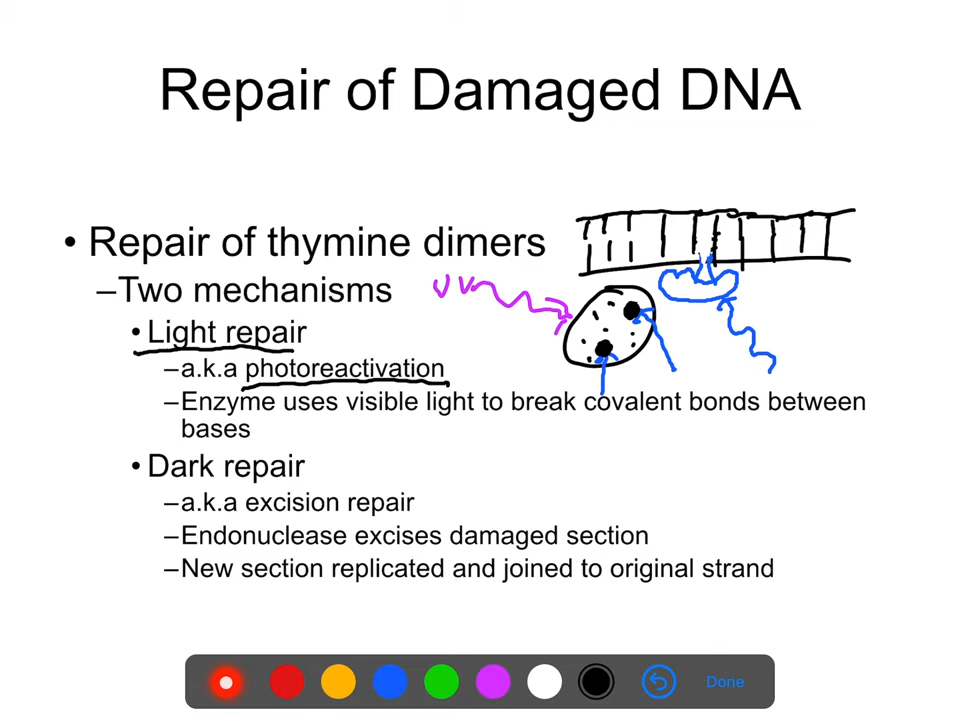 Repair of Damaged DNA
• Repair of thymine dimers
–Two mechanisms
• Light repair
–a.k.a photoreactivation
–Enzyme uses visible light to break covalent bonds between
bases
• Dark repair
–a.k.a excision repair
–Endonuclease excises damaged section
–New section replicated and joined to original strand
Done